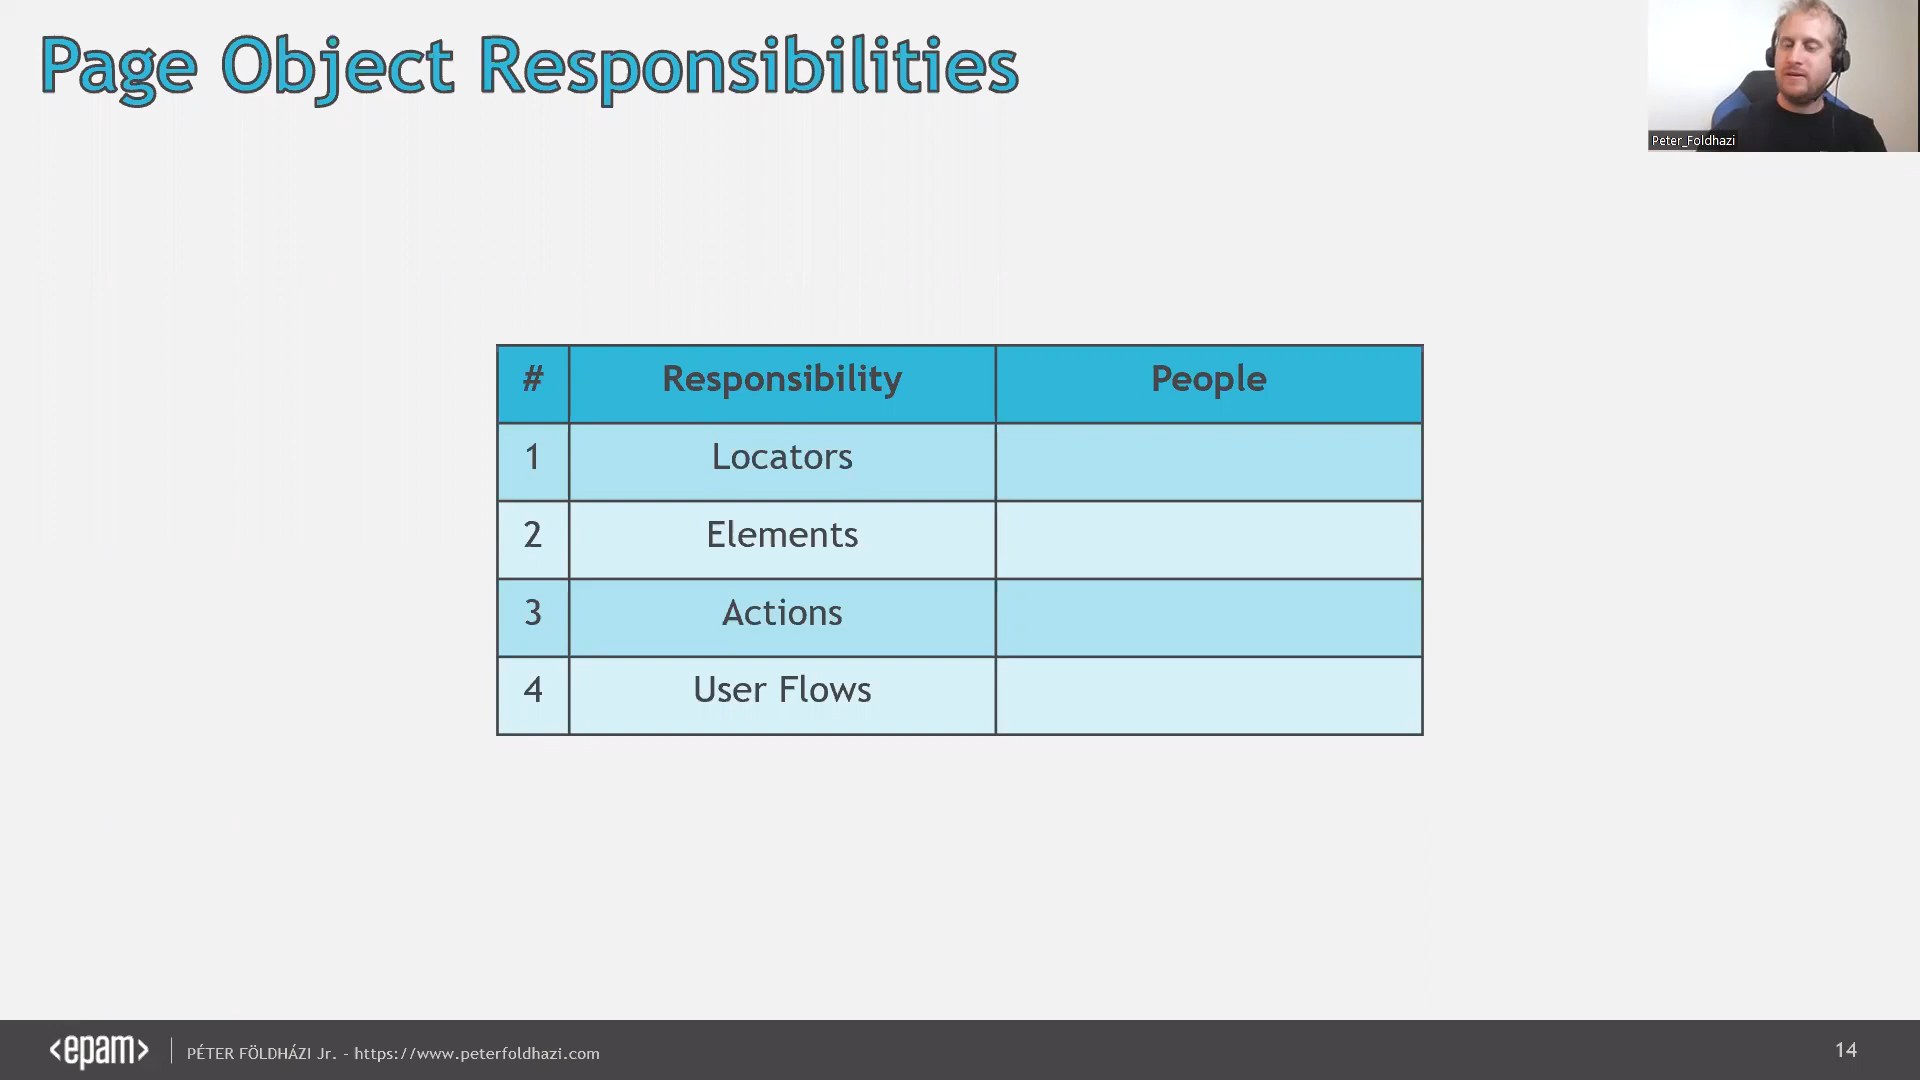 Page Object Responsibilities
Peter_Foldhazi
# Responsibility People
1 Locators
2 Elements
3 Actions
4 User Flows
<epam> PÉTER FÖLDHÁZI Jr. - https://www.peterfoldhazi.com 14